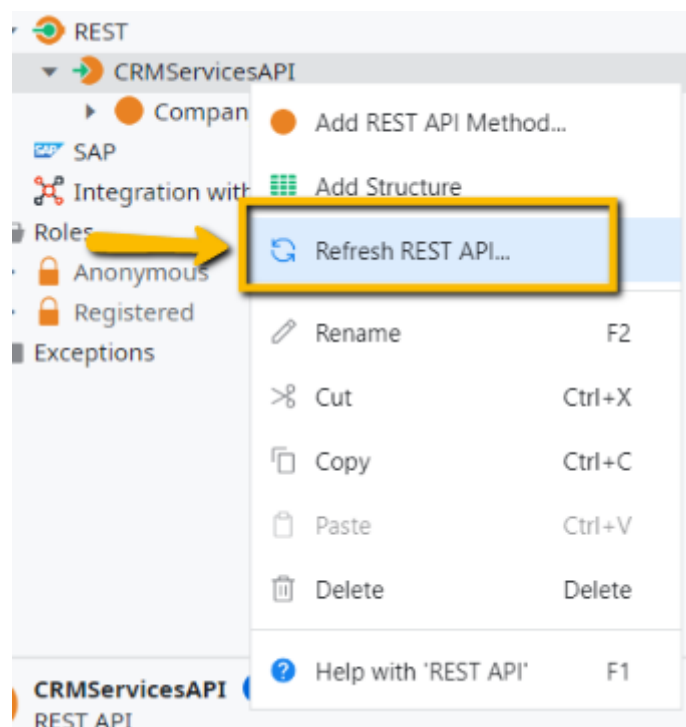 REST
CRMServicesAPI
Compan
Add REST API Method...
SAP
SAP
Add Structure
Integration with
Refresh REST API...
Roles
Anonymous
Registered
Rename F2
Exceptions
Cut Ctrl+X
Copy Ctrl+C
Paste Ctrl+V
Delete Delete
Help with 'REST API' F1
CRMServicesAPI
REST API